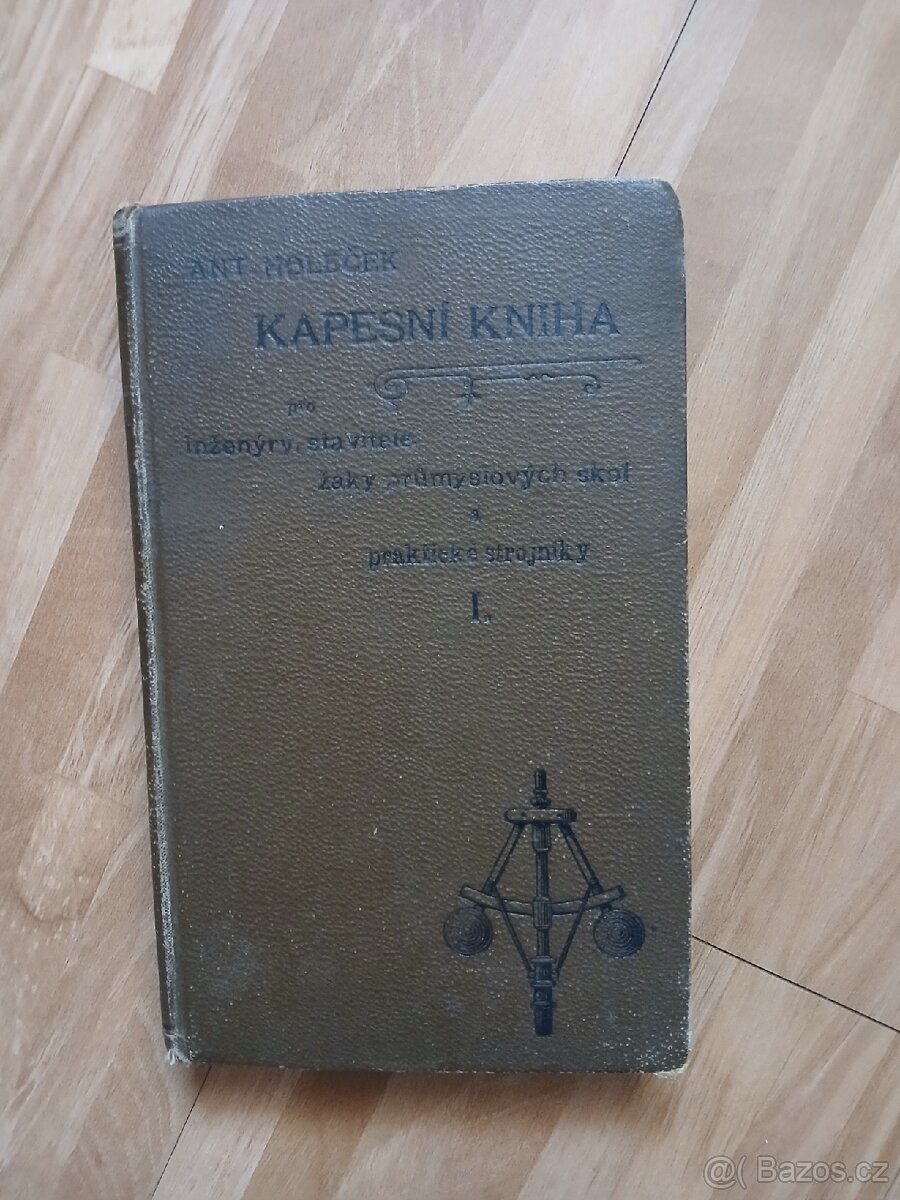 ANT. HOLEČEK
KAPESNÍ KNIHA
pro
inženýry, stavitele,
žáky průmyslových škol
a
praktické strojníky
I.
@( Bazos.cz